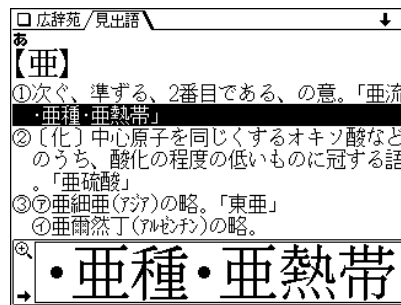 広辞苑/見出語
あ
【亜】
①次ぐ、準ずる、2番目である、の意。「亜流
・亜種・亜熱帯」
②〔化〕中心原子を同じくするオキソ酸など
のうち、酸化の程度の低いものに冠する語
。「亜硫酸」
③㋐亜細亜(アジア)の略。「東亜」
㋑亜爾然丁(アルゼンチン)の略。
・亜種・亜熱帯